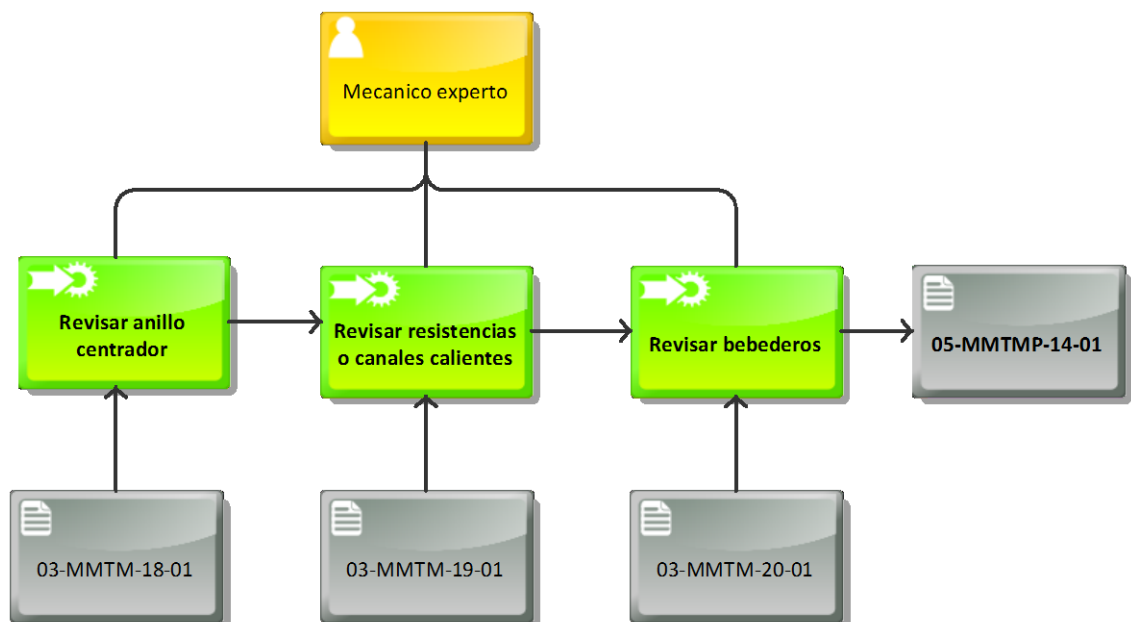 Mecanico experto
Revisar anillo
centrador
Revisar resistencias
o canales calientes
Revisar bebederos
05-MMTMP-14-01
03-MMTM-18-01
03-MMTM-19-01
03-MMTM-20-01